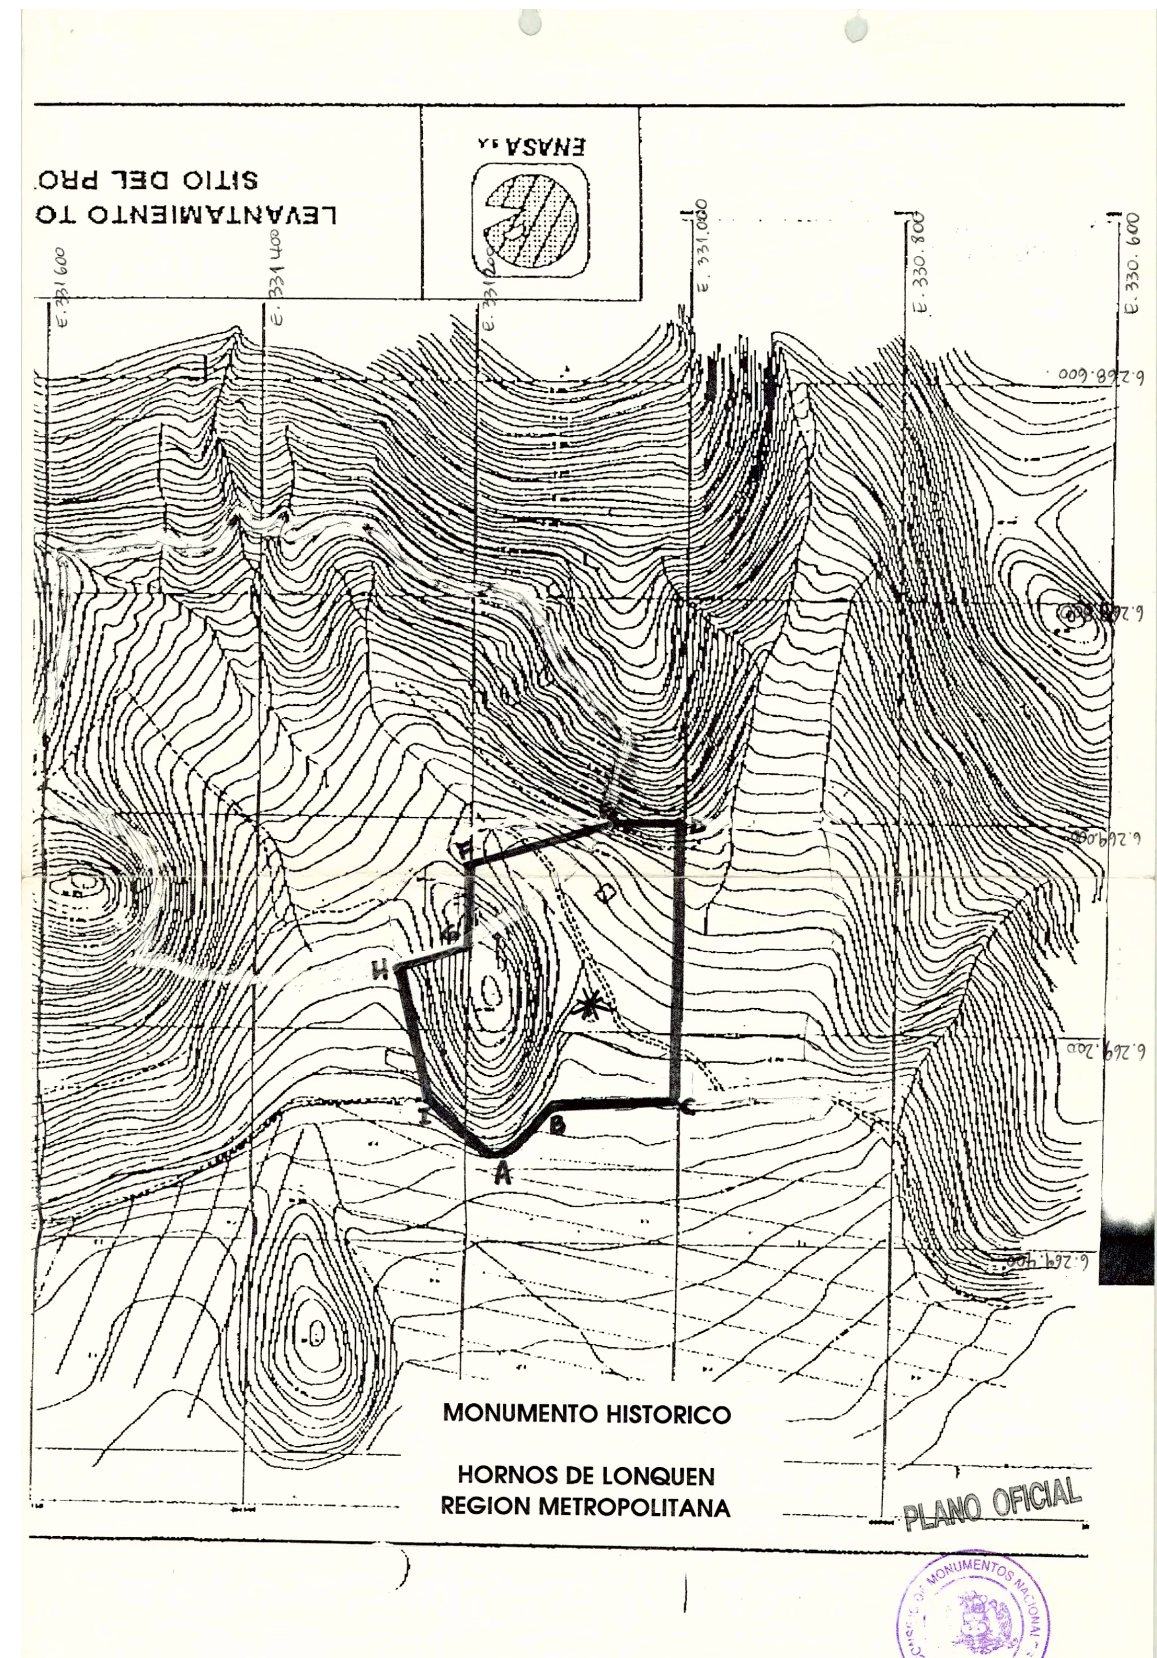 ENASA S.A.
LEVANTAMIENTO TO
SITIO DEL PRO
E. 331 600
E. 331 400
E. 331 200
E. 331.000
E. 330.800
E. 330.600
6.268.600
6.269.000
6.269.200
6.269.400
F
D
G
H
I
B
C
A
MONUMENTO HISTORICO
HORNOS DE LONQUEN
REGION METROPOLITANA
PLANO OFICIAL
CONSEJO DE MONUMENTOS NACIONALES